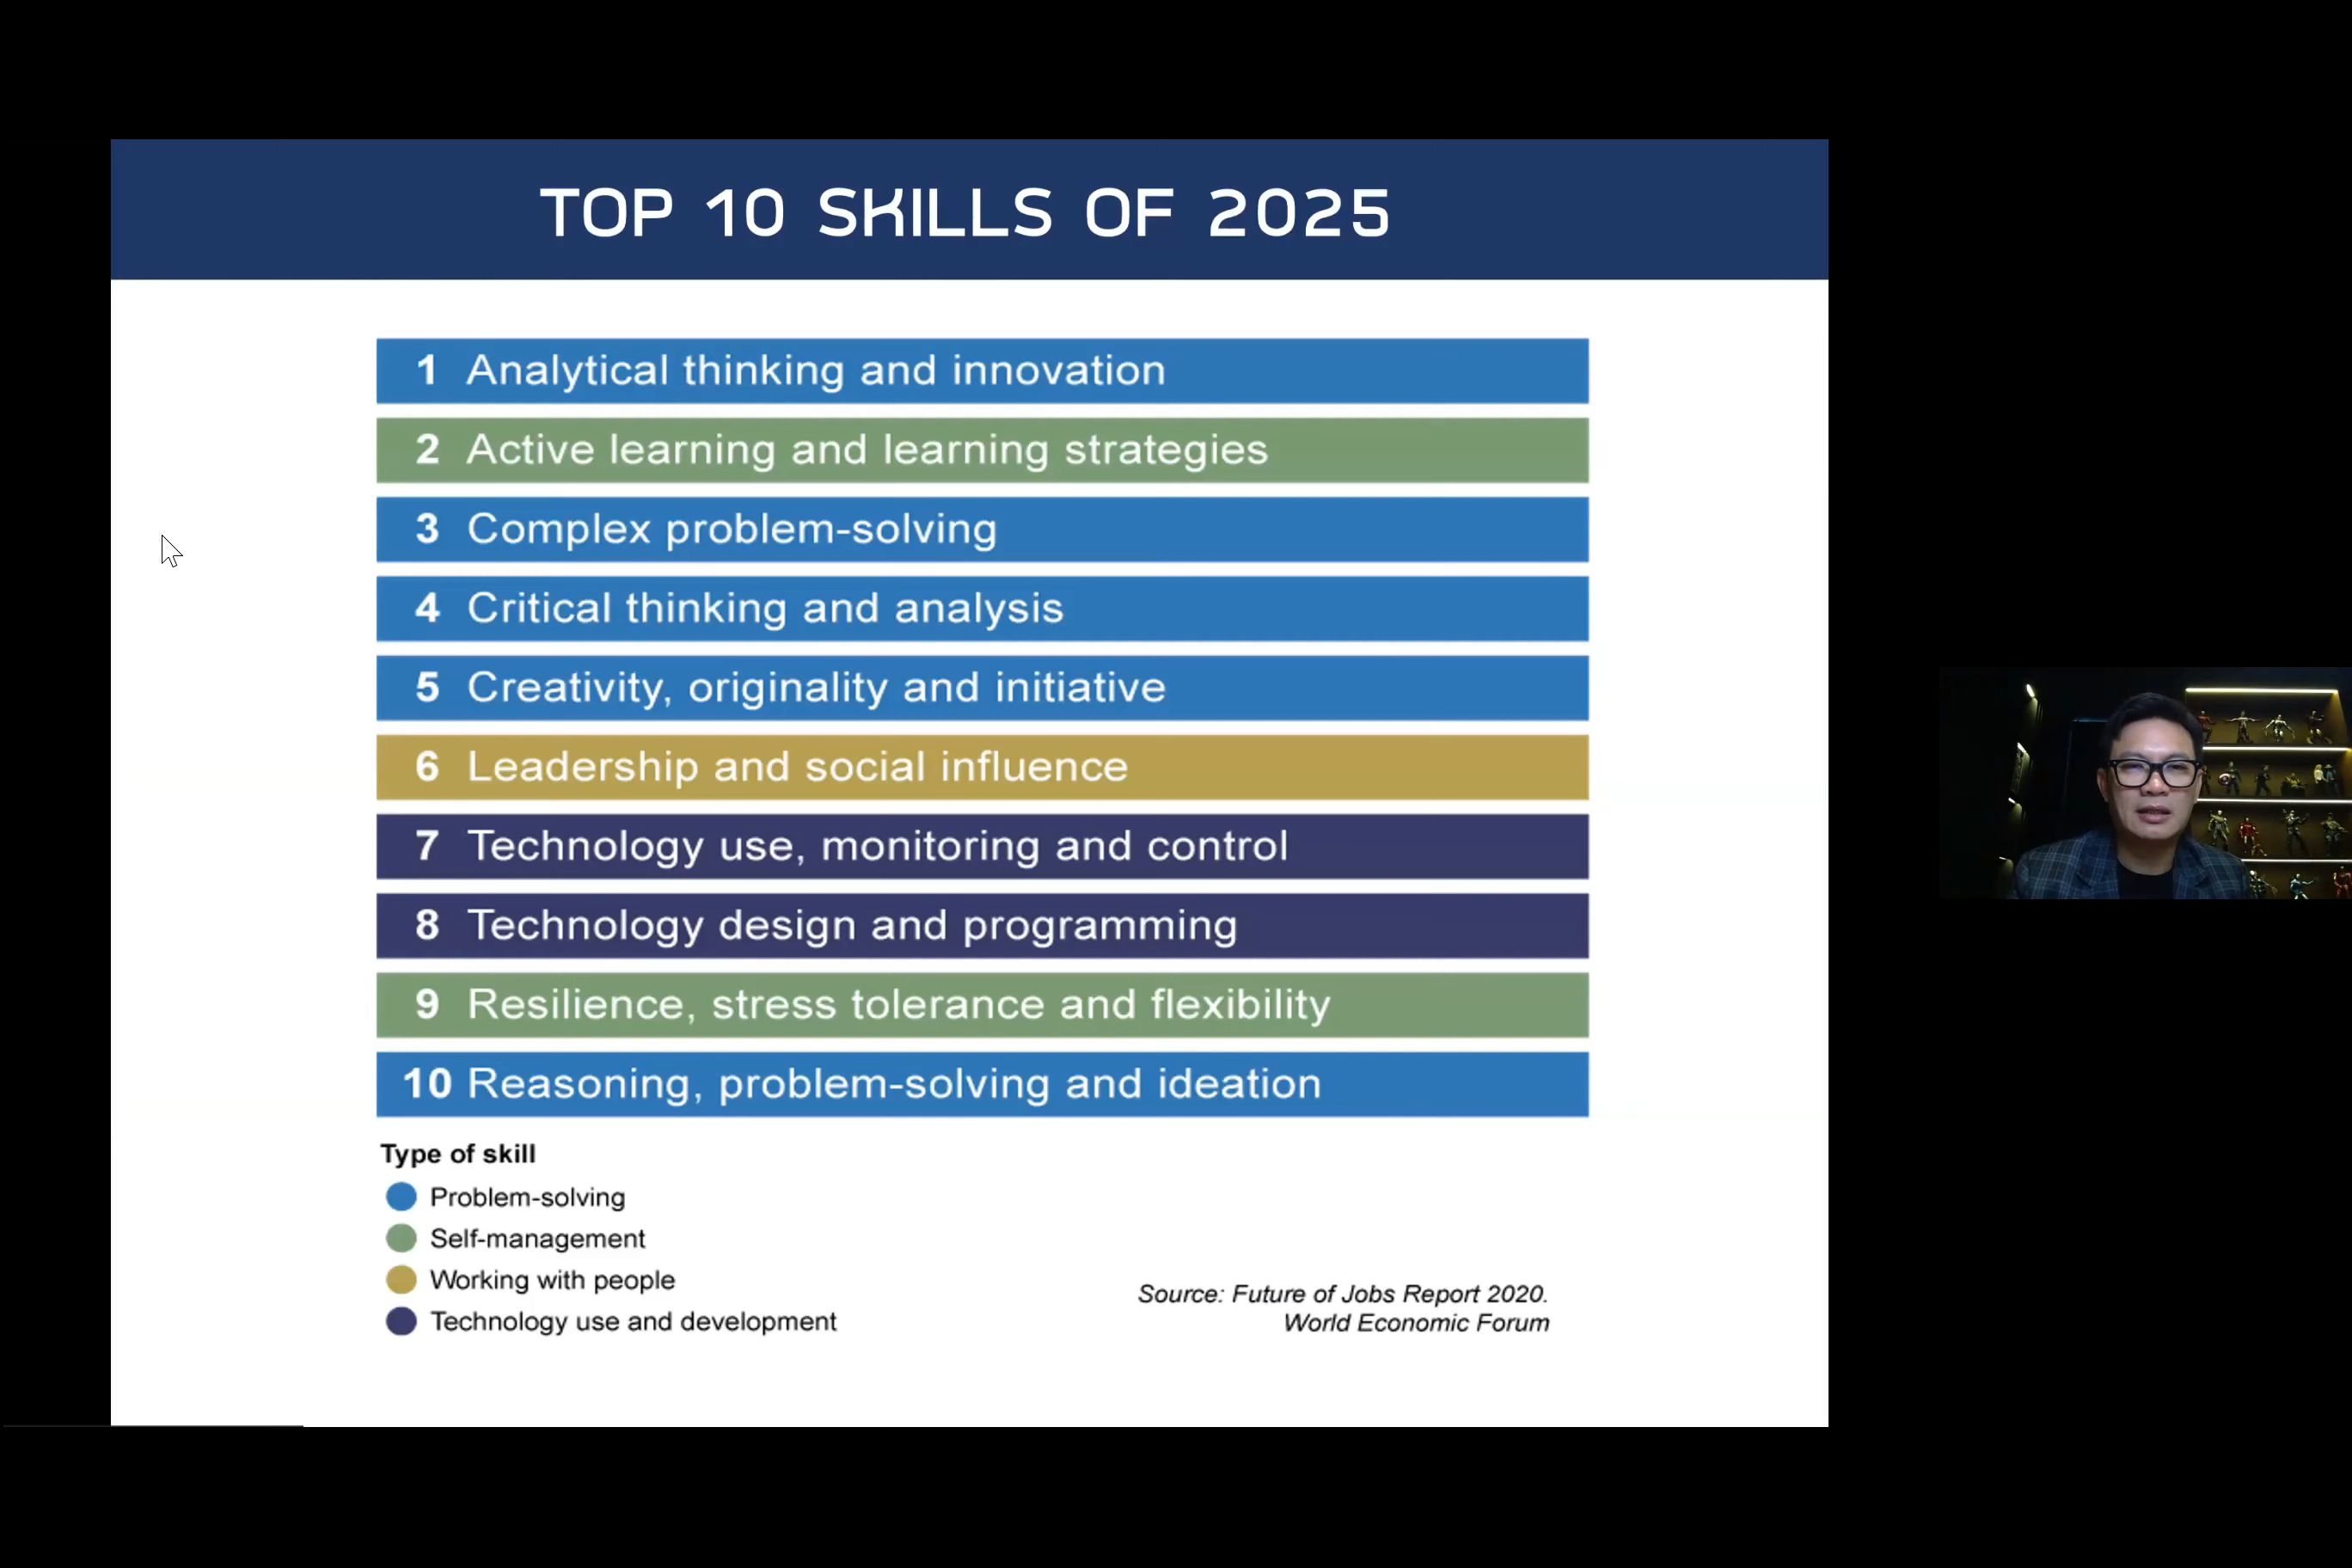 TOP 10 SKILLS OF 2025
1 Analytical thinking and innovation
2 Active learning and learning strategies
3 Complex problem-solving
4 Critical thinking and analysis
5 Creativity, originality and initiative
6 Leadership and social influence
7 Technology use, monitoring and control
8 Technology design and programming
9 Resilience, stress tolerance and flexibility
10 Reasoning, problem-solving and ideation
Type of skill
Problem-solving
Self-management
Working with people
Technology use and development
Source: Future of Jobs Report 2020.
World Economic Forum